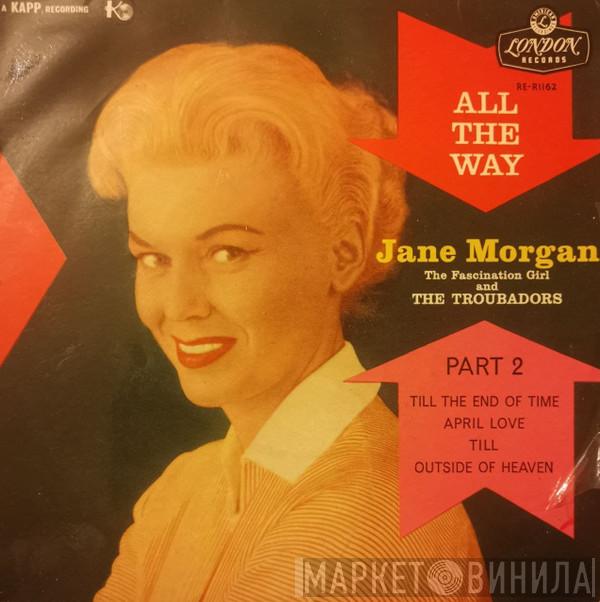 A KAPP RECORDING
K
LONDON
RECORDS
RE-R1162
ALL
THE
WAY
Jane Morgan
The Fascination Girl
and
THE TROUBADORS
PART 2
TILL THE END OF TIME
APRIL LOVE
TILL
OUTSIDE OF HEAVEN
МАРКЕТ ВИНИЛА